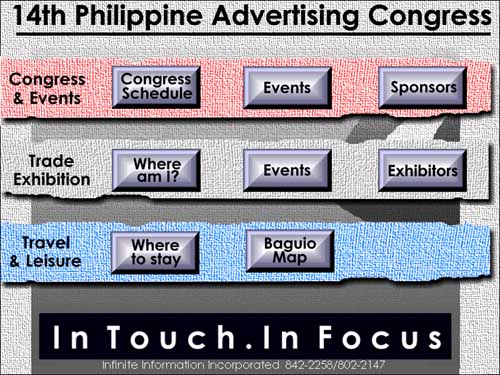 14th Philippine Advertising Congress
Congress
& Events
Congress
Schedule
Events
Sponsors
Trade
Exhibition
Where
am I?
Events
Exhibitors
Travel
& Leisure
Where
to stay
Baguio
Map
In Touch.In Focus
Infinite Information Incorporated 842-2258/802-2147